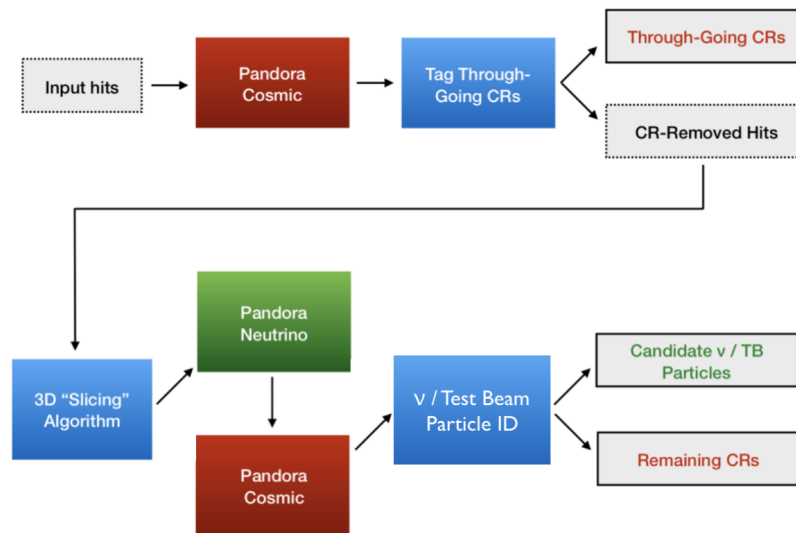 Input hits
Pandora
Cosmic
Tag Through-
Going CRs
Through-Going CRs
CR-Removed Hits
3D “Slicing”
Algorithm
Pandora
Neutrino
Pandora
Cosmic
ν / Test Beam
Particle ID
Candidate ν / TB
Particles
Remaining CRs